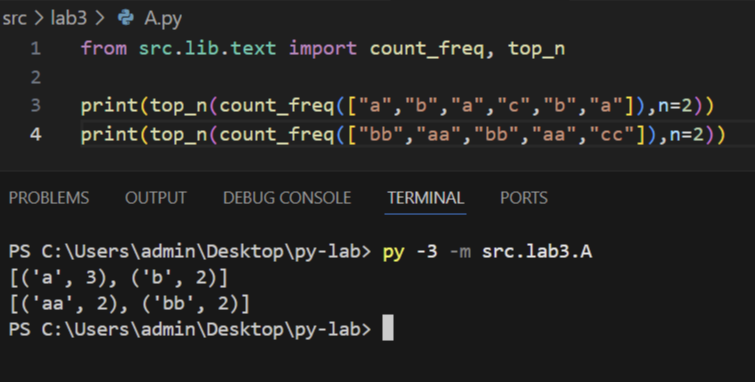 src > lab3 > A.py
1 from src.lib.text import count_freq, top_n
2
3 print(top_n(count_freq(["a","b","a","c","b","a"]),n=2))
4 print(top_n(count_freq(["bb","aa","bb","aa","cc"]),n=2))
PROBLEMS OUTPUT DEBUG CONSOLE TERMINAL PORTS
PS C:\Users\admin\Desktop\py-lab> py -3 -m src.lab3.A
[('a', 3), ('b', 2)]
[('aa', 2), ('bb', 2)]
PS C:\Users\admin\Desktop\py-lab>